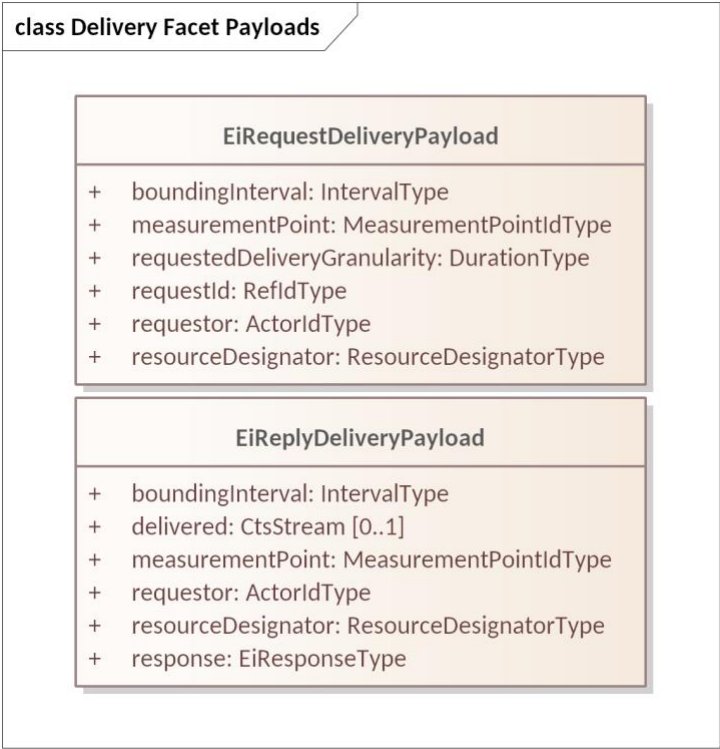 class Delivery Facet Payloads
EiRequestDeliveryPayload
+ boundingInterval: IntervalType
+ measurementPoint: MeasurementPointIdType
+ requestedDeliveryGranularity: DurationType
+ requestId: RefIdType
+ requestor: ActorIdType
+ resourceDesignator: ResourceDesignatorType
EiReplyDeliveryPayload
+ boundingInterval: IntervalType
+ delivered: CtsStream [0..1]
+ measurementPoint: MeasurementPointIdType
+ requestor: ActorIdType
+ resourceDesignator: ResourceDesignatorType
+ response: EiResponseType